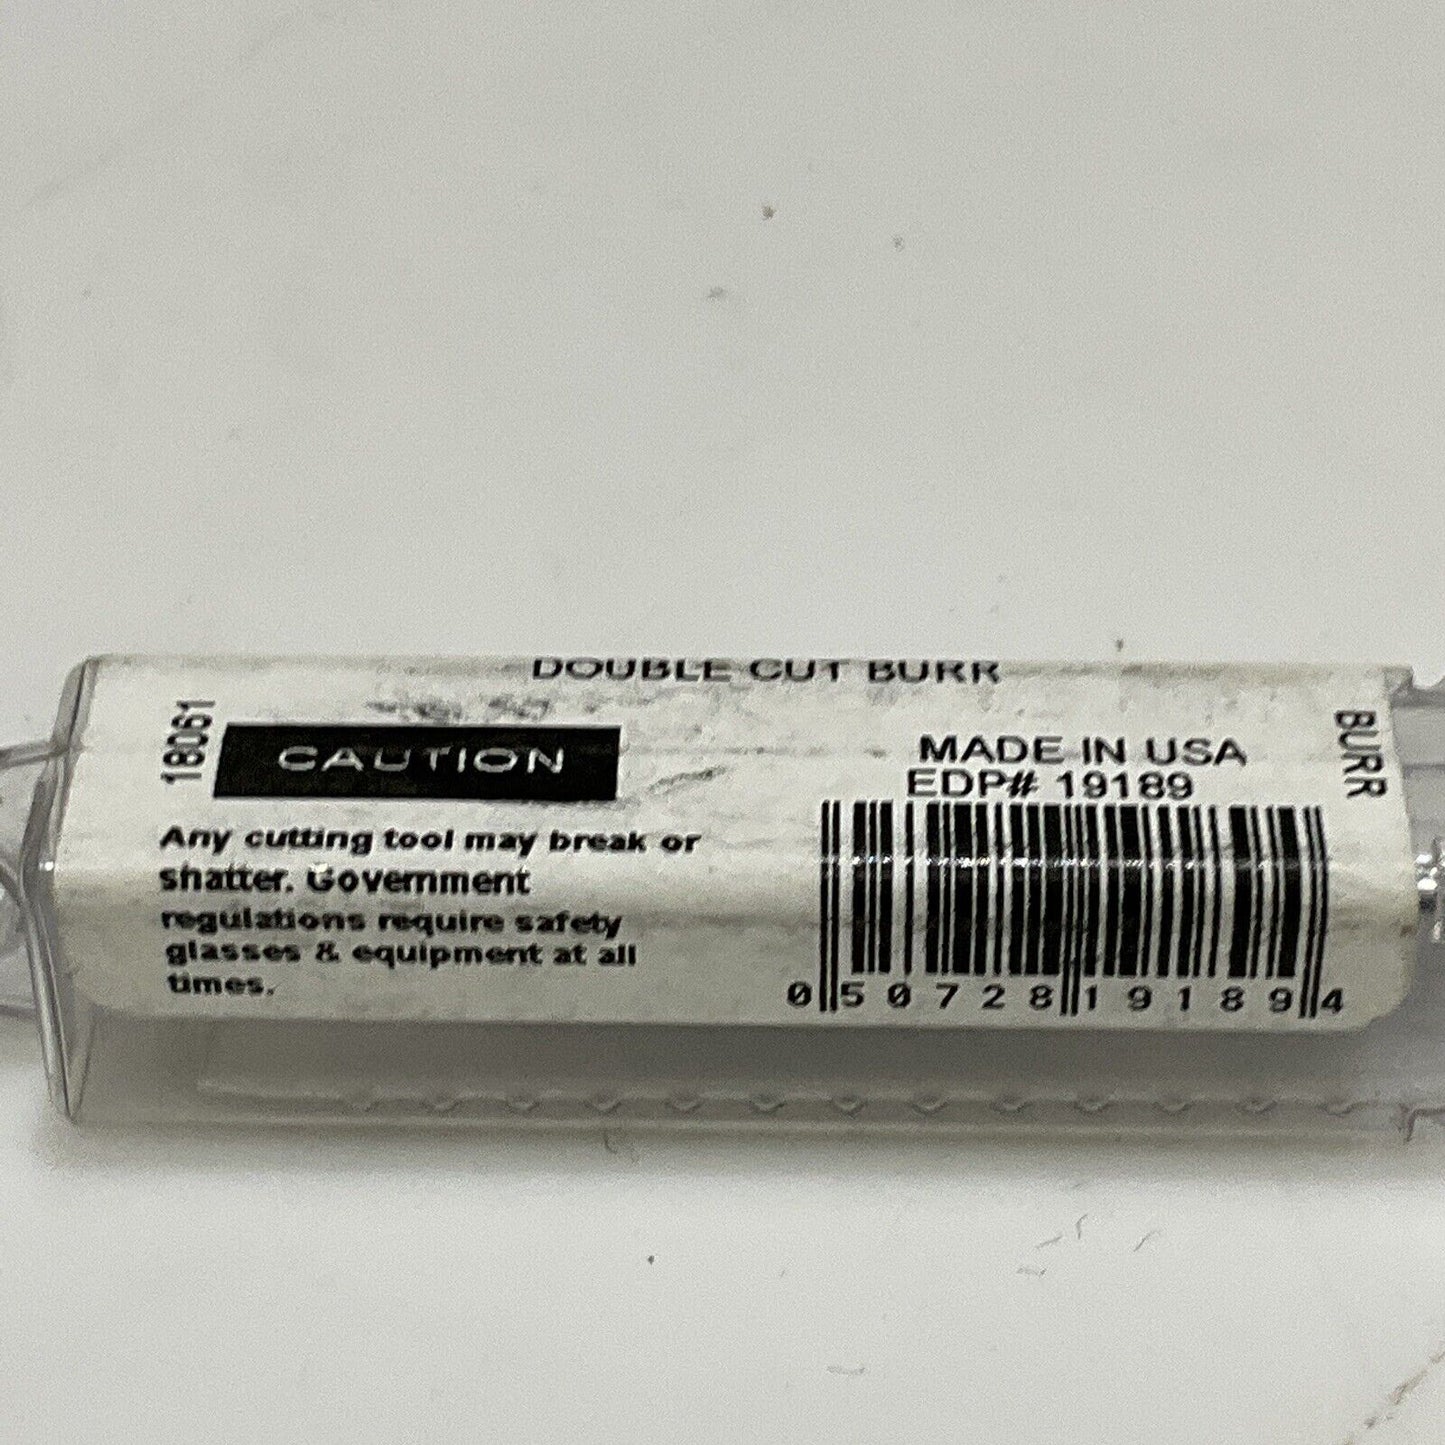 DOUBLE CUT BURR
18061
CAUTION
Any cutting tool may break or
shatter. Government
regulations require safety
glasses & equipment at all
times.
MADE IN USA
EDP# 19189
0 50728 19189 4
BURR